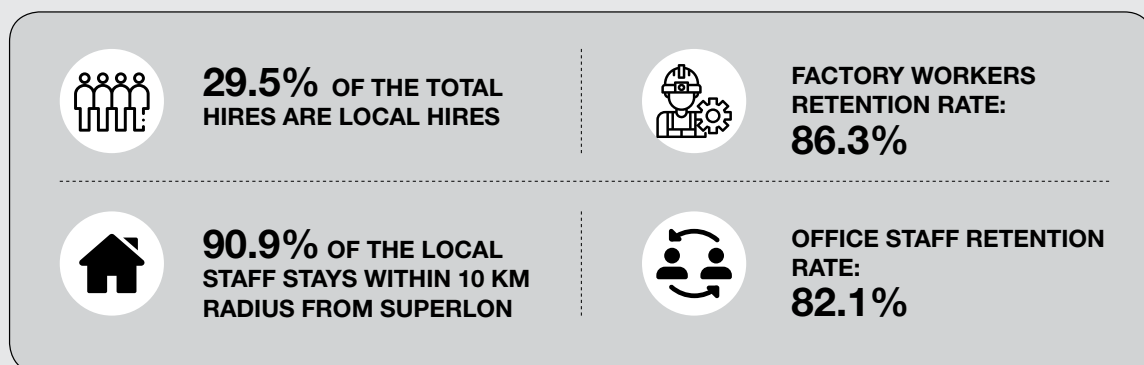 29.5% OF THE TOTAL
HIRES ARE LOCAL HIRES
FACTORY WORKERS
RETENTION RATE:
86.3%
90.9% OF THE LOCAL
STAFF STAYS WITHIN 10 KM
RADIUS FROM SUPERLON
OFFICE STAFF RETENTION
RATE:
82.1%